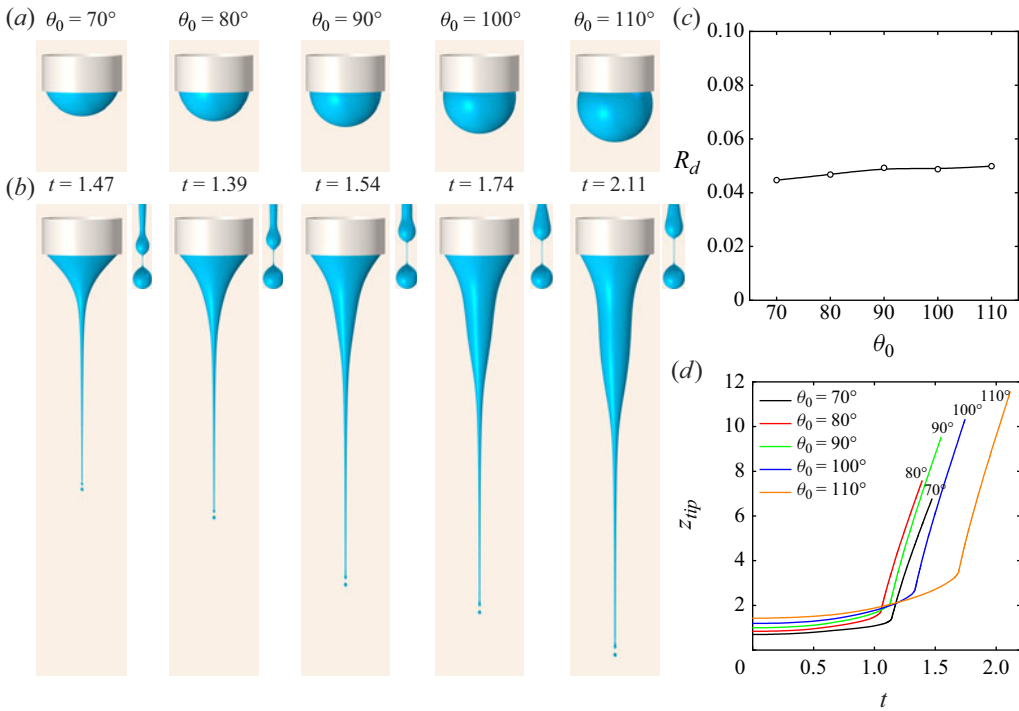 (a) θ₀ = 70° θ₀ = 80° θ₀ = 90° θ₀ = 100° θ₀ = 110°
(b) t = 1.47 t = 1.39 t = 1.54 t = 1.74 t = 2.11
(c)
0.10
0.08
0.06
R_d
0.04
0.02
0
70 80 90 100 110
θ₀
(d)
12
10
8
6
z_tip
4
2
0 0.5 1.0 1.5 2.0
t
θ₀ = 70°
θ₀ = 80°
θ₀ = 90°
θ₀ = 100°
θ₀ = 110°
110°
100°
90°
80°
70°